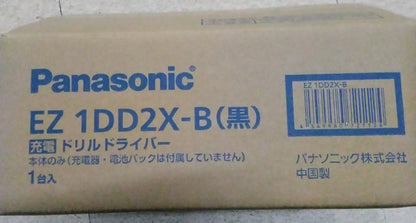 Panasonic
EZ 1DD2X-B(黒)
充電 ドリルドライバー
本体のみ(充電器・電池パックは付属していません)
1台入
EZ 1DD2X-B
パナソニック株式会社
中国製